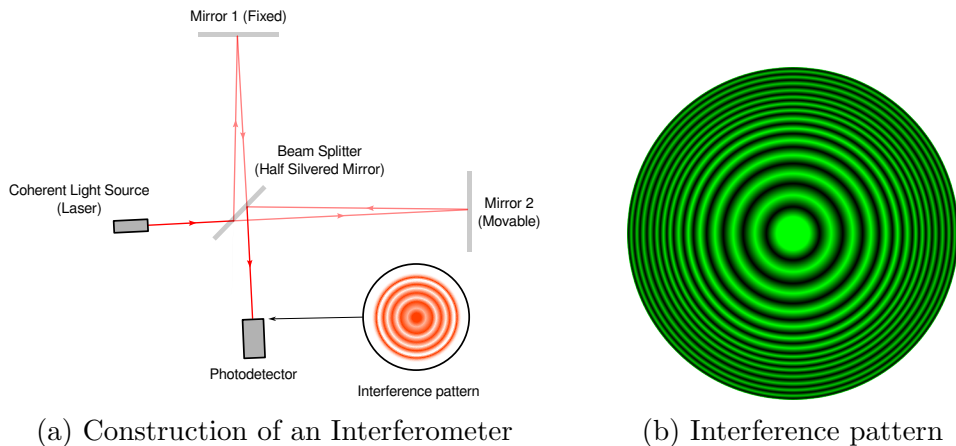 Mirror 1 (Fixed)
Beam Splitter
(Half Silvered Mirror)
Coherent Light Source
(Laser)
Mirror 2
(Movable)
Photodetector
Interference pattern
(a) Construction of an Interferometer
(b) Interference pattern